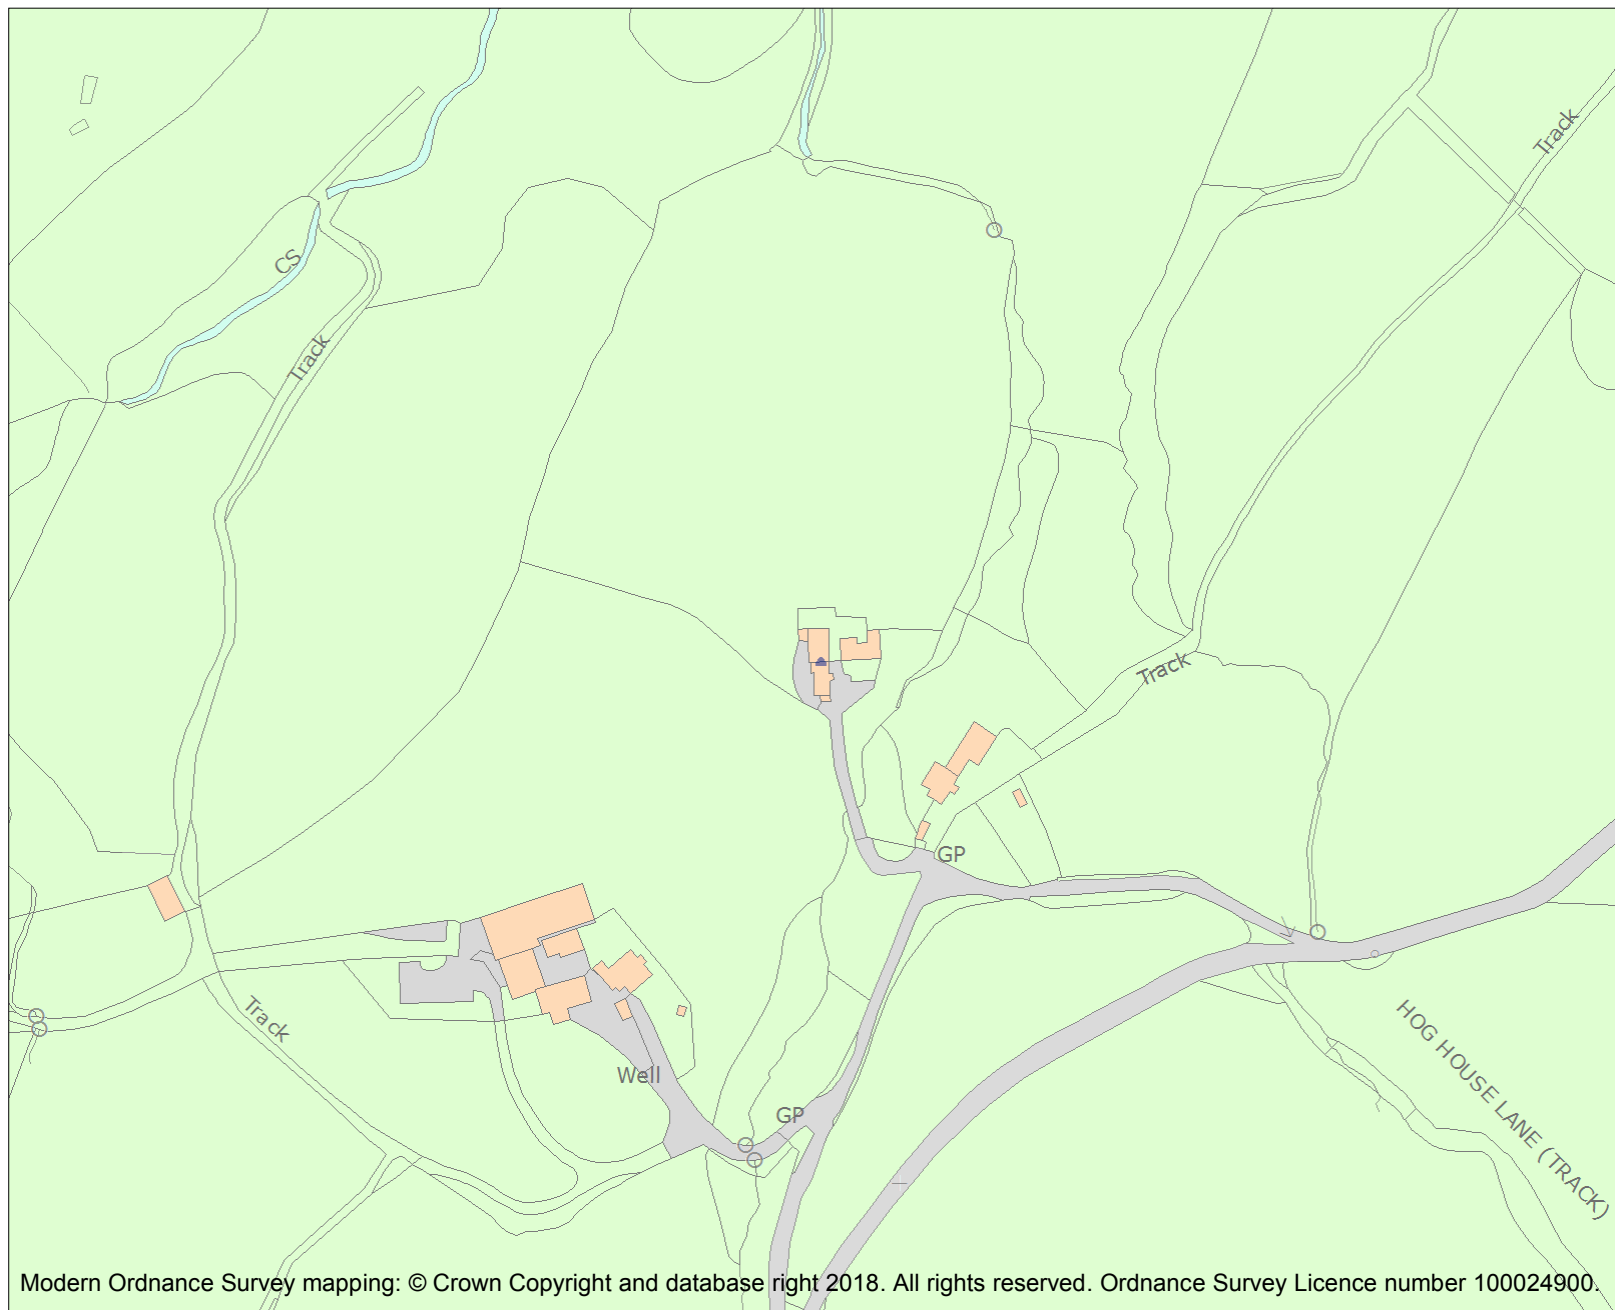 Track
CS
Track
Track
GP
Track
Well
GP
HOG HOUSE LANE (TRACK)
Modern Ordnance Survey mapping: © Crown Copyright and database right 2018. All rights reserved. Ordnance Survey Licence number 100024900.